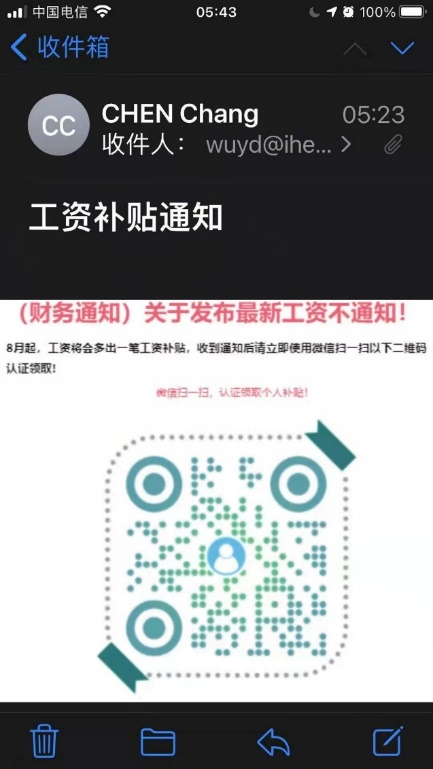 中国电信
05:43
100%
收件箱
CC
CHEN Chang
05:23
收件人： wuyd@ihe...
工资补贴通知
（财务通知）关于发布最新工资不通知！
8月起，工资将会多出一笔工资补贴，收到通知后请立即使用微信扫一扫以下二维码
认证领取！
微信扫一扫，认证领取个人补贴！